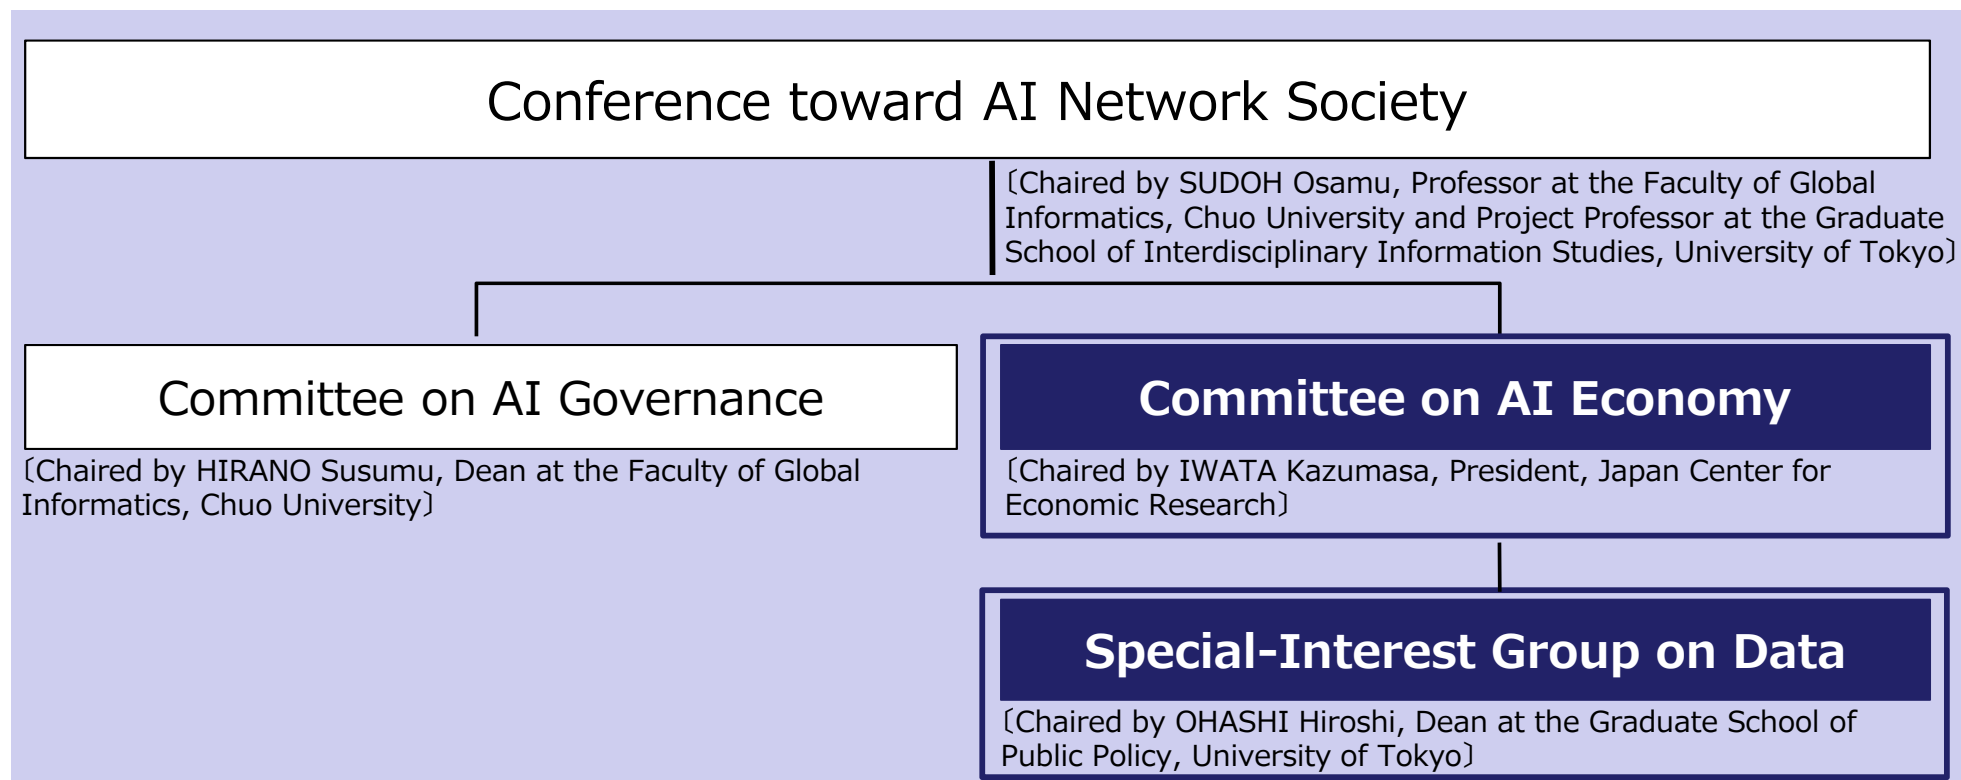 Conference toward AI Network Society
〔Chaired by SUDOH Osamu, Professor at the Faculty of Global
Informatics, Chuo University and Project Professor at the Graduate
School of Interdisciplinary Information Studies, University of Tokyo〕
Committee on AI Governance
〔Chaired by HIRANO Susumu, Dean at the Faculty of Global
Informatics, Chuo University〕
Committee on AI Economy
〔Chaired by IWATA Kazumasa, President, Japan Center for
Economic Research〕
Special-Interest Group on Data
〔Chaired by OHASHI Hiroshi, Dean at the Graduate School of
Public Policy, University of Tokyo〕